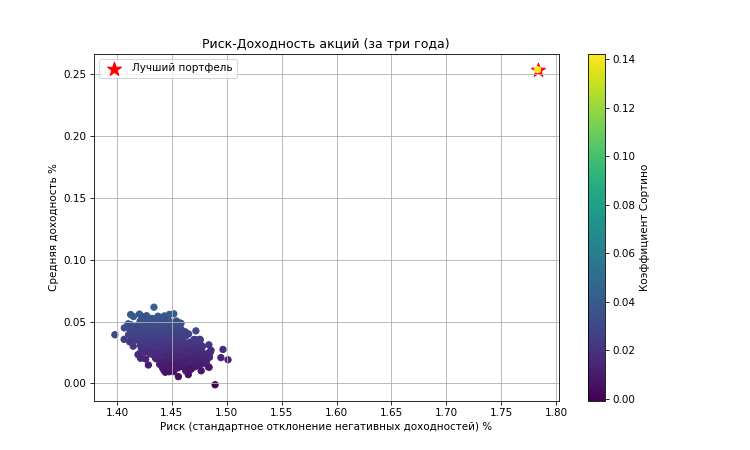 Риск-Доходность акций (за три года)
Лучший портфель
Средняя доходность %
0.25
0.20
0.15
0.10
0.05
0.00
1.40 1.45 1.50 1.55 1.60 1.65 1.70 1.75 1.80
Риск (стандартное отклонение негативных доходностей) %
0.14
0.12
0.10
0.08
0.06
0.04
0.02
0.00
Коэффициент Сортино